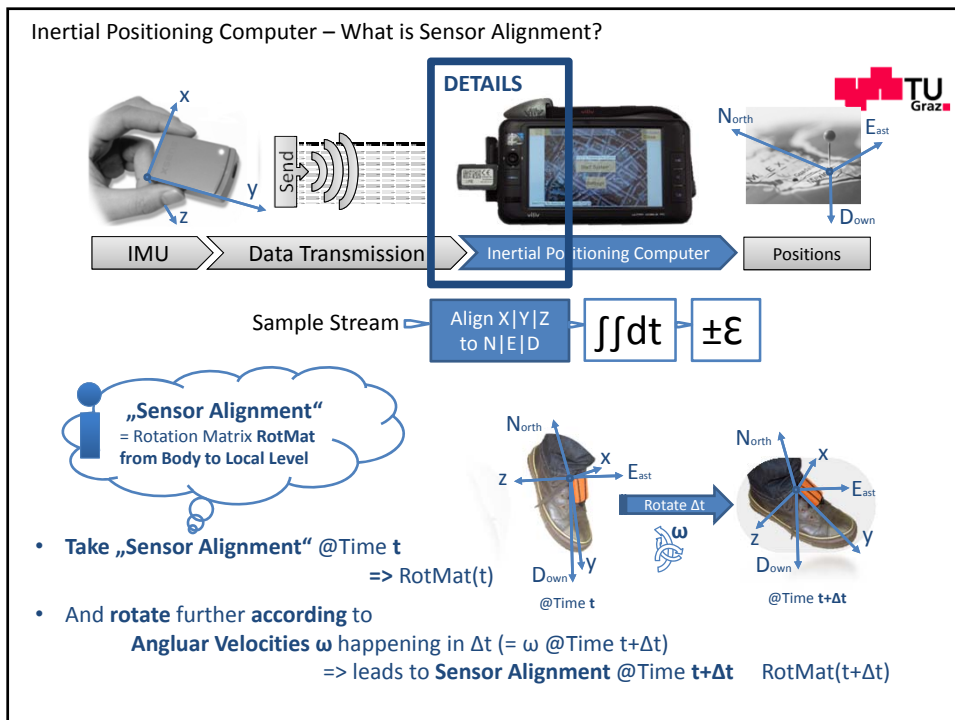 Inertial Positioning Computer – What is Sensor Alignment?
DETAILS
TU
Graz
x
y
z
Send
viliv
North
East
Down
IMU
Data Transmission
Inertial Positioning Computer
Positions
Sample Stream
Align X|Y|Z
to N|E|D
∫∫dt
±Ɛ
„Sensor Alignment“
= Rotation Matrix RotMat
from Body to Local Level
North
x
z
East
Down
y
@Time t
Rotate Δt
ω
North
x
East
z
y
Down
@Time t+Δt
• Take „Sensor Alignment“ @Time t
=> RotMat(t)
• And rotate further according to
Angluar Velocities ω happening in Δt (= ω @Time t+Δt)
=> leads to Sensor Alignment @Time t+Δt RotMat(t+Δt)